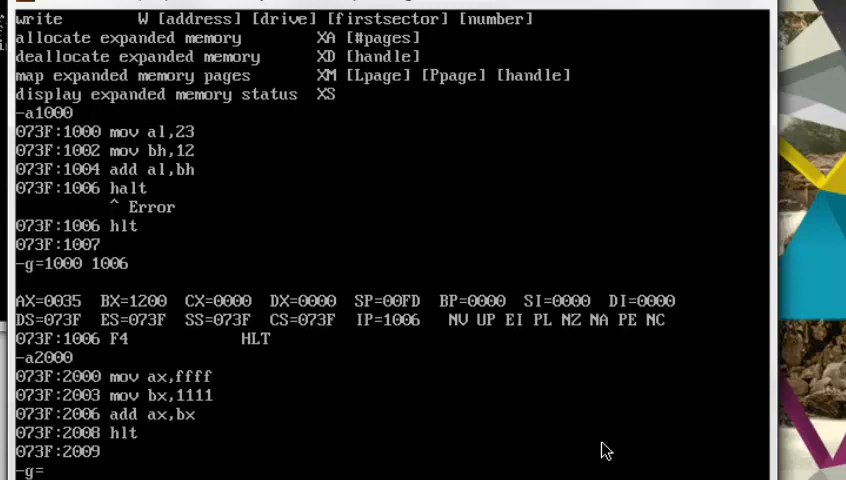 write         W [address] [drive] [firstsector] [number]
allocate expanded memory        XA [#pages]
deallocate expanded memory      XD [handle]
map expanded memory pages       XM [Lpage] [Ppage] [handle]
display expanded memory status  XS
-a1000
073F:1000 mov al,23
073F:1002 mov bh,12
073F:1004 add al,bh
073F:1006 halt
          ^ Error
073F:1006 hlt
073F:1007
-g=1000 1006
AX=0035  BX=1200  CX=0000  DX=0000  SP=00FD  BP=0000  SI=0000  DI=0000
DS=073F  ES=073F  SS=073F  CS=073F  IP=1006   NV UP EI PL NZ NA PE NC
073F:1006 F4            HLT
-a2000
073F:2000 mov ax,ffff
073F:2003 mov bx,1111
073F:2006 add ax,bx
073F:2008 hlt
073F:2009
-g=